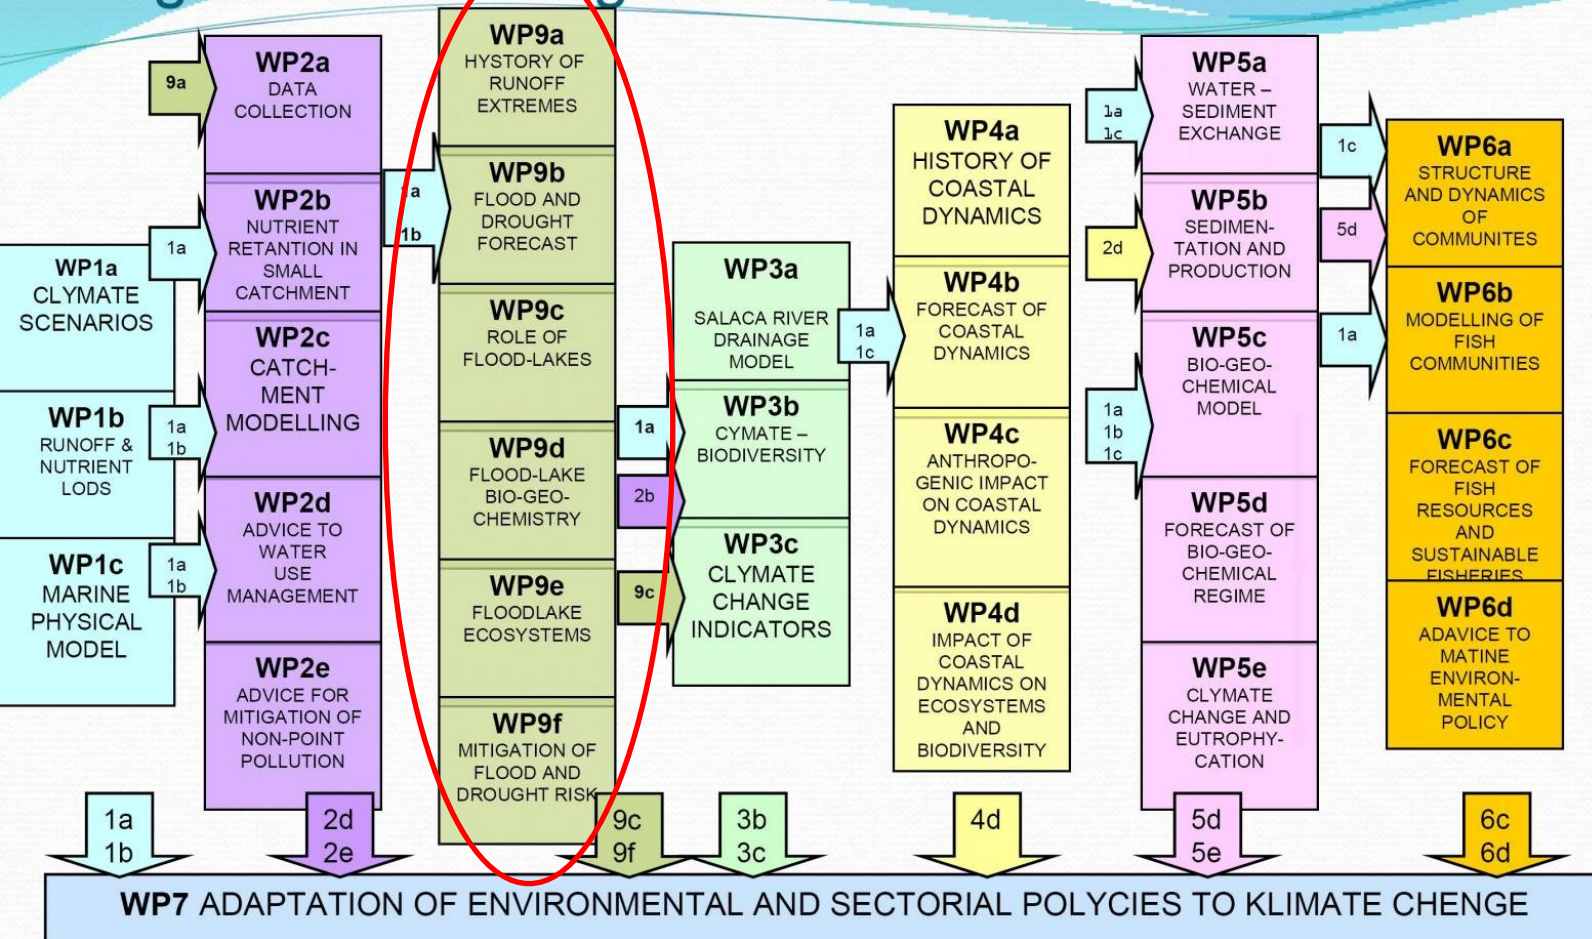 9a
WP2a
DATA
COLLECTION
WP2b
NUTRIENT
RETANTION IN
SMALL
CATCHMENT
WP2c
CATCH-
MENT
MODELLING
WP2d
ADVICE TO
WATER
USE
MANAGEMENT
WP2e
ADVICE FOR
MITIGATION OF
NON-POINT
POLLUTION
WP1a
CLYMATE
SCENARIOS
WP1b
RUNOFF &
NUTRIENT
LODS
WP1c
MARINE
PHYSICAL
MODEL
1a
1a
1b
1a
1b
1a
1b
WP9a
HYSTORY OF
RUNOFF
EXTREMES
WP9b
FLOOD AND
DROUGHT
FORECAST
WP9c
ROLE OF
FLOOD-LAKES
WP9d
FLOOD-LAKE
BIO-GEO-
CHEMISTRY
WP9e
FLOODLAKE
ECOSYSTEMS
WP9f
MITIGATION OF
FLOOD AND
DROUGHT RISK
1a
2b
9c
WP3a
SALACA RIVER
DRAINAGE
MODEL
WP3b
CYMATE –
BIODIVERSITY
WP3c
CLYMATE
CHANGE
INDICATORS
1a
1c
WP4a
HISTORY OF
COASTAL
DYNAMICS
WP4b
FORECAST OF
COASTAL
DYNAMICS
WP4c
ANTHROPO-
GENIC IMPACT
ON COASTAL
DYNAMICS
WP4d
IMPACT OF
COASTAL
DYNAMICS ON
ECOSYSTEMS
AND
BIODIVERSITY
1a
1c
2d
1a
1b
1c
WP5a
WATER –
SEDIMENT
EXCHANGE
WP5b
SEDIMEN-
TATION AND
PRODUCTION
WP5c
BIO-GEO-
CHEMICAL
MODEL
WP5d
FORECAST OF
BIO-GEO-
CHEMICAL
REGIME
WP5e
CLYMATE
CHANGE AND
EUTROPHY-
CATION
1c
5d
1a
WP6a
STRUCTURE
AND DYNAMICS
OF
COMMUNITES
WP6b
MODELLING OF
FISH
COMMUNITIES
WP6c
FORECAST OF
FISH
RESOURCES
AND
SUSTAINABLE
FISHERIES
WP6d
ADAVICE TO
MATINE
ENVIRON-
MENTAL
POLICY
1a
1b
2d
2e
9c
9f
3b
3c
4d
5d
5e
6c
6d
WP7 ADAPTATION OF ENVIRONMENTAL AND SECTORIAL POLYCIES TO KLIMATE CHENGE